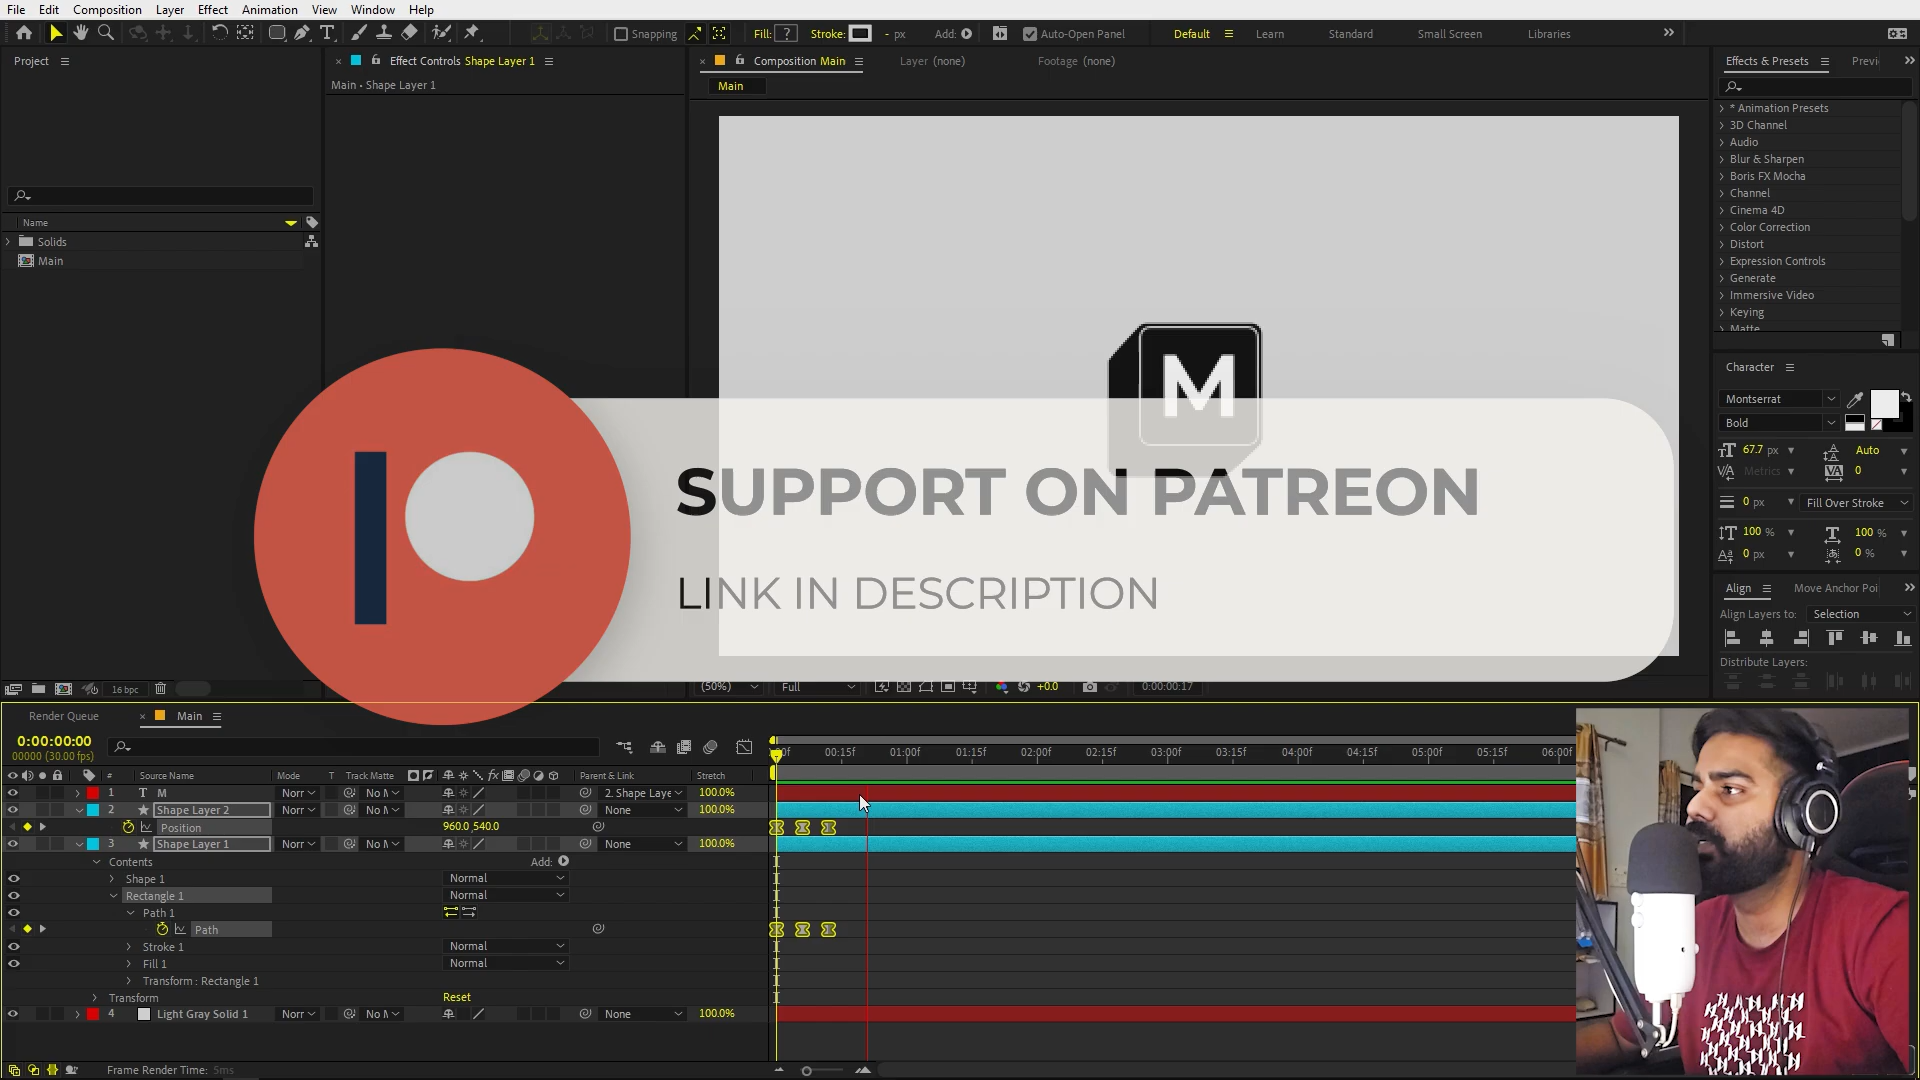 File Edit Composition Layer Effect Animation View Window Help
Snapping Fill: ? Stroke: - px Add: Auto-Open Panel Default Learn Standard Small Screen Libraries
Project
Effect Controls Shape Layer 1
Composition Main
Layer (none)
Footage (none)
Effects & Presets
Previ
Main • Shape Layer 1
Main
* Animation Presets
3D Channel
Audio
Blur & Sharpen
Boris FX Mocha
Channel
Cinema 4D
Color Correction
Distort
Expression Controls
Generate
Immersive Video
Keying
Matte
Name
Solids
Main
M
SUPPORT ON PATREON
LINK IN DESCRIPTION
Character
Montserrat
Bold
67.7 px Auto
Metrics 0
0 px Fill Over Stroke
100 % 100 %
0 px 0 %
Align Move Anchor Poi
Align Layers to: Selection
Distribute Layers:
16 bpc
(50%) Full +0.0 0:00:00:17
Render Queue Main
0:00:00:00
00000 (30.00 fps)
00f 00:15f 01:00f 01:15f 02:00f 02:15f 03:00f 03:15f 04:00f 04:15f 05:00f 05:15f 06:00f
# Source Name Mode T Track Matte Parent & Link Stretch
1 T M Norr No M 2. Shape Laye 100.0%
2 Shape Layer 2 Norr No M None 100.0%
Position 960.0,540.0
3 Shape Layer 1 Norr No M None 100.0%
Contents Add:
Shape 1 Normal
Rectangle 1 Normal
Path 1
Path
Stroke 1 Normal
Fill 1 Normal
Transform : Rectangle 1
Transform Reset
4 Light Gray Solid 1 Norr No M None 100.0%
Frame Render Time: 5ms